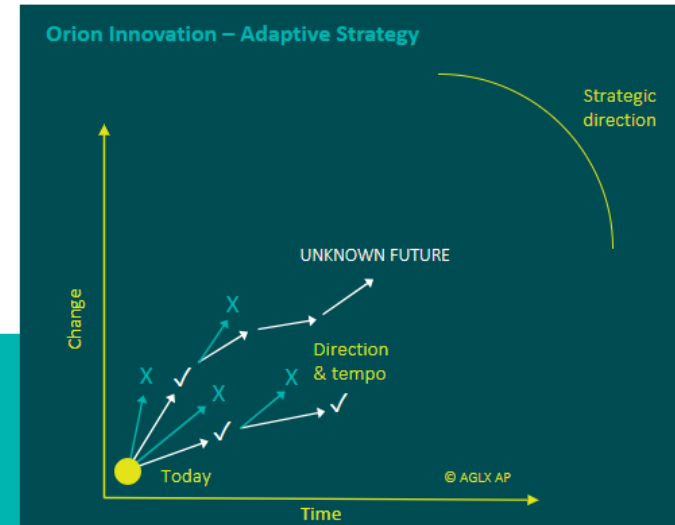 Orion Innovation – Adaptive Strategy
Strategic
direction
UNKNOWN FUTURE
X
Change
Direction
& tempo
X
✓
X
X
✓
✓
Today
© AGLX AP
Time